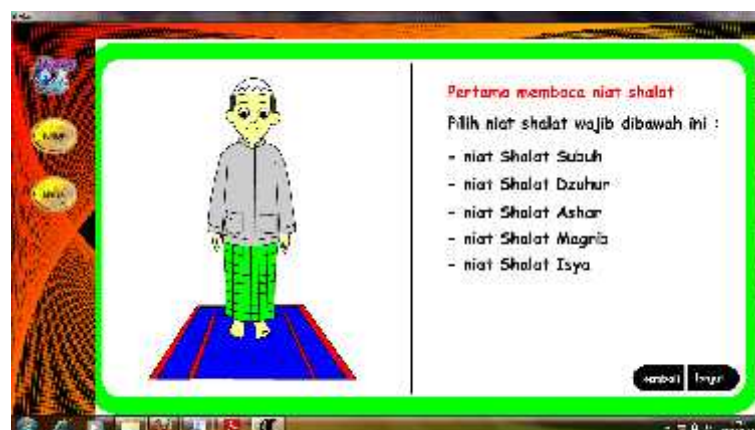 Pertama membaca niat shalat
Pilih niat shalat wajib dibawah ini :
- niat Shalat Subuh
- niat Shalat Dzuhur
- niat Shalat Ashar
- niat Shalat Magrib
- niat Shalat Isya
kembali lanjut